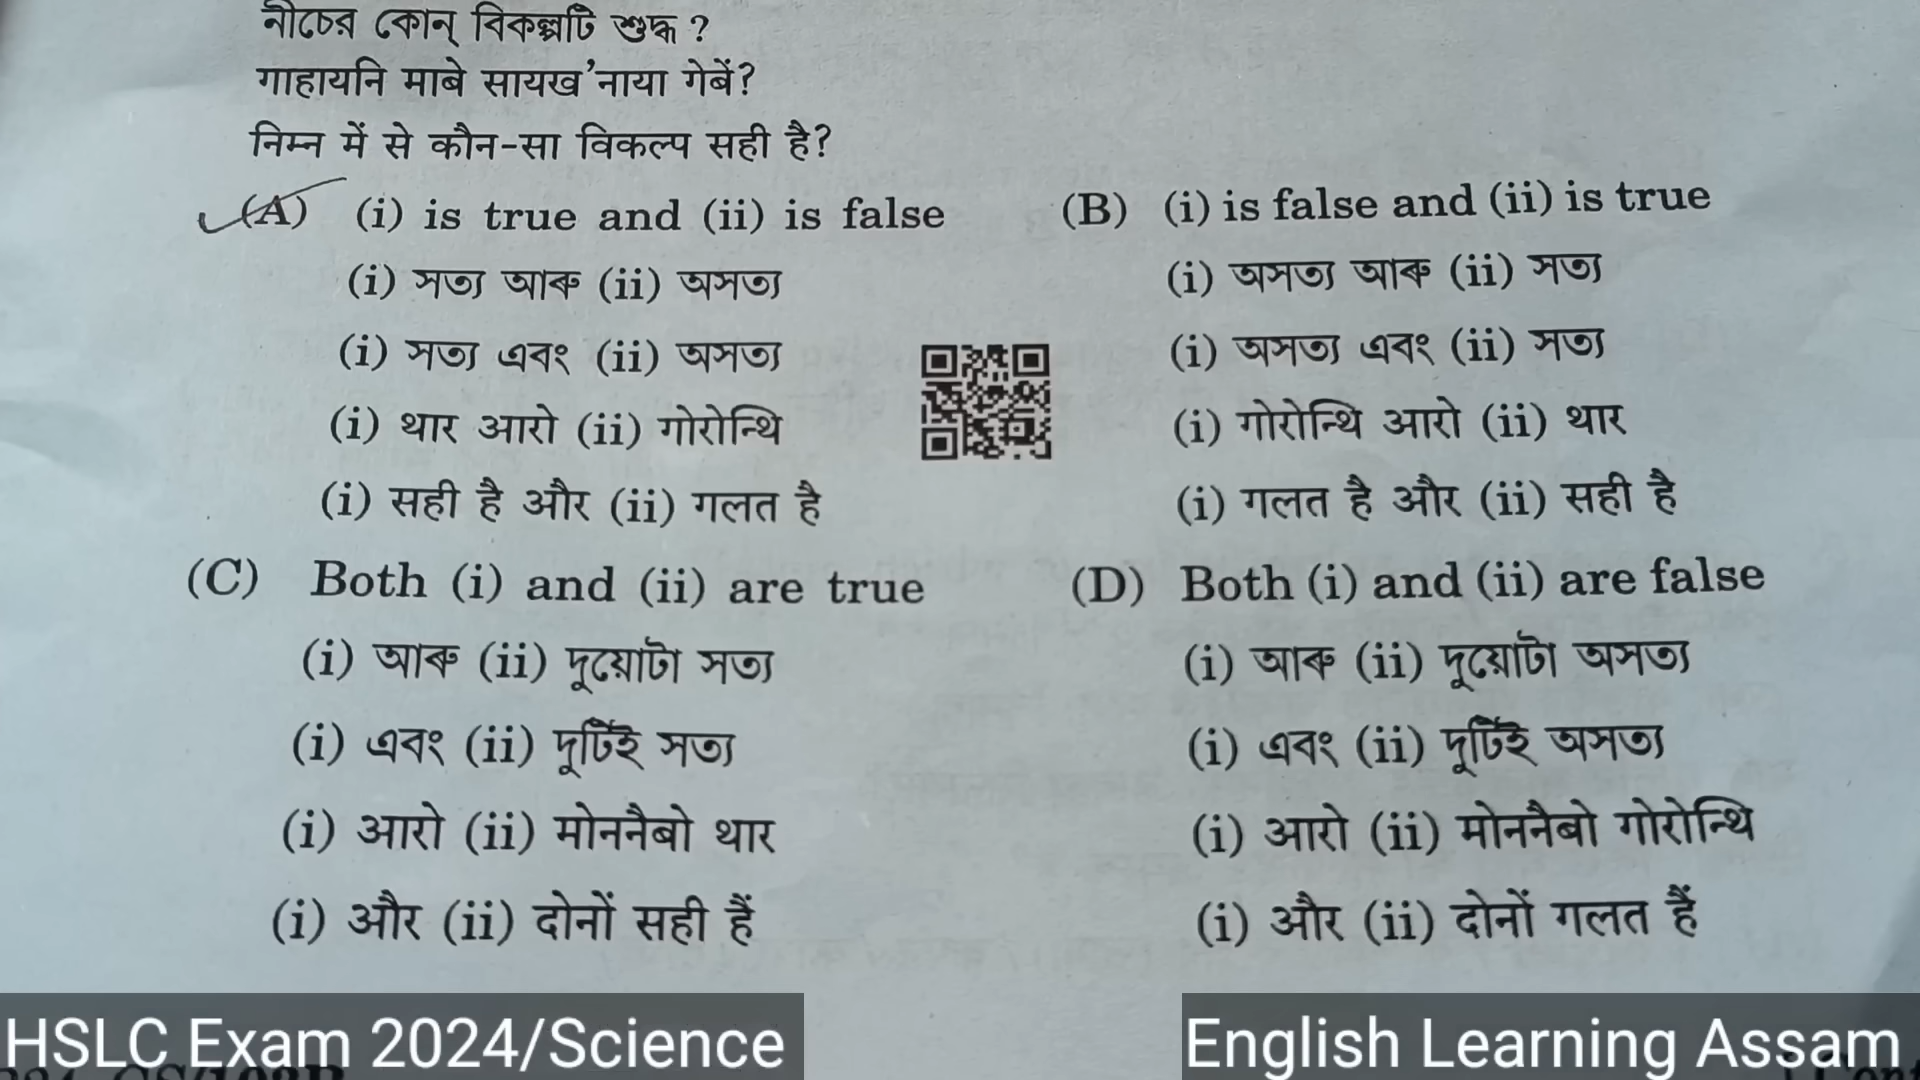 নীচের কোন্ বিকল্পটি শুদ্ধ ?
गाहायनि माबे सायख'नाया गेबें?
निम्न में से कौन-सा विकल्प सही है?
(A) (i) is true and (ii) is false
(i) সত্য আৰু (ii) অসত্য
(i) সত্য এবং (ii) অসত্য
(i) थार आरो (ii) गोरोन्थि
(i) सही है और (ii) गलत है
(B) (i) is false and (ii) is true
(i) অসত্য আৰু (ii) সত্য
(i) অসত্য এবং (ii) সত্য
(i) गोरोन्थि आरो (ii) थार
(i) गलत है और (ii) सही है
(C) Both (i) and (ii) are true
(i) আৰু (ii) দুয়োটা সত্য
(i) এবং (ii) দুটিই সত্য
(i) आरो (ii) मोननैबो थार
(i) और (ii) दोनों सही हैं
(D) Both (i) and (ii) are false
(i) আৰু (ii) দুয়োটা অসত্য
(i) এবং (ii) দুটিই অসত্য
(i) आरो (ii) मोननैबो गोरोन्थि
(i) और (ii) दोनों गलत हैं
HSLC Exam 2024/Science
English Learning Assam